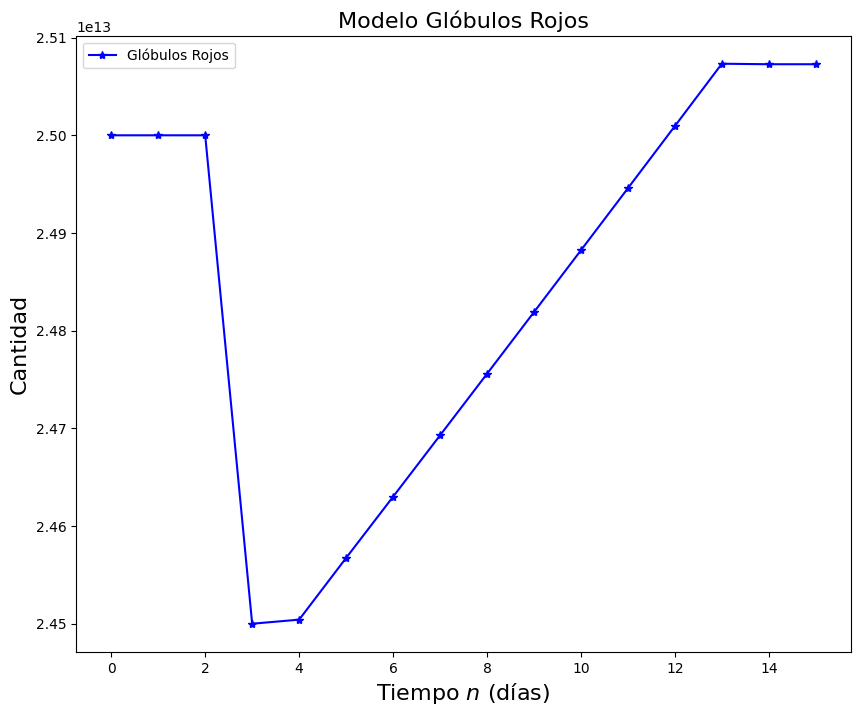 Modelo Glóbulos Rojos
1e13
Glóbulos Rojos
2.51
2.50
2.49
2.48
2.47
2.46
2.45
Cantidad
0 2 4 6 8 10 12 14
Tiempo n (días)